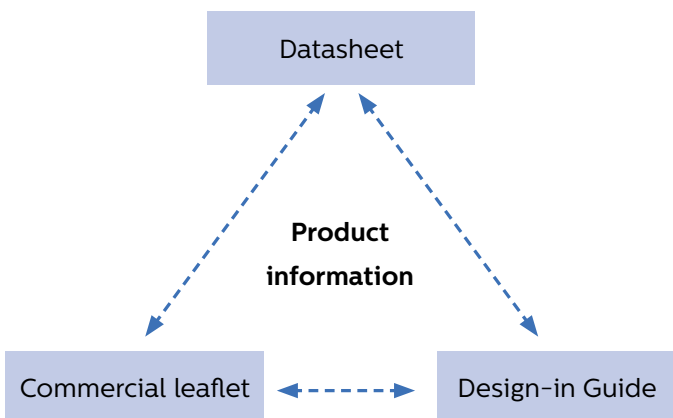 Datasheet
Product
information
Commercial leaflet
Design-in Guide